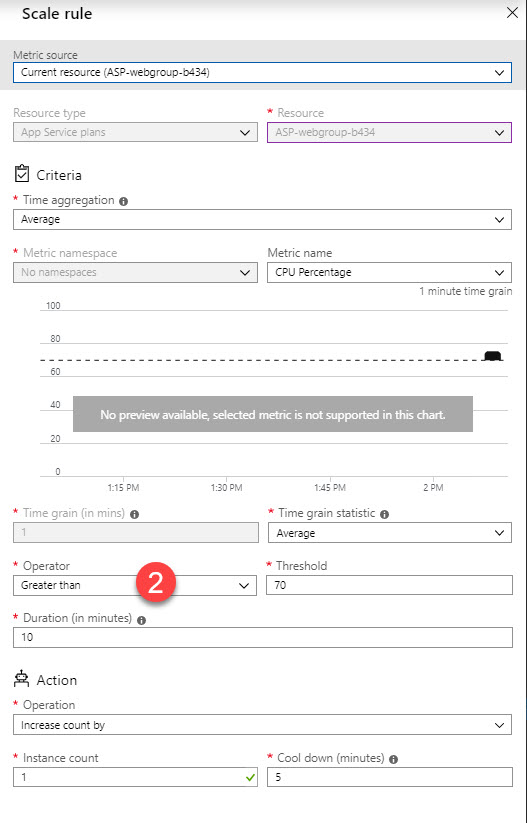 Scale rule
Metric source
Current resource (ASP-webgroup-b434)
Resource type
* Resource
App Service plans
ASP-webgroup-b434
Criteria
* Time aggregation
Average
* Metric namespace
Metric name
No namespaces
CPU Percentage
1 minute time grain
100
80
60
40
No preview available, selected metric is not supported in this chart.
20
0
1:15 PM 1:30 PM 1:45 PM 2 PM
* Time grain (in mins)
* Time grain statistic
1
Average
* Operator
* Threshold
Greater than
2
70
* Duration (in minutes)
10
Action
* Operation
Increase count by
* Instance count
* Cool down (minutes)
1
5